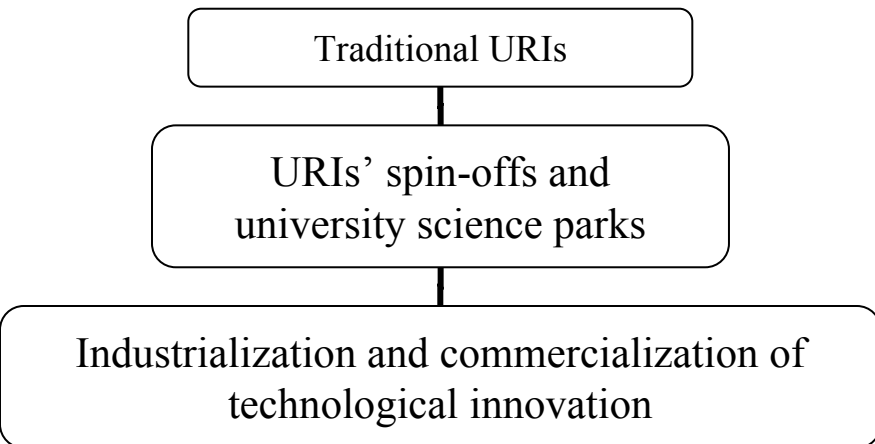 Traditional URIs
URIs’ spin-offs and
university science parks
Industrialization and commercialization of
technological innovation